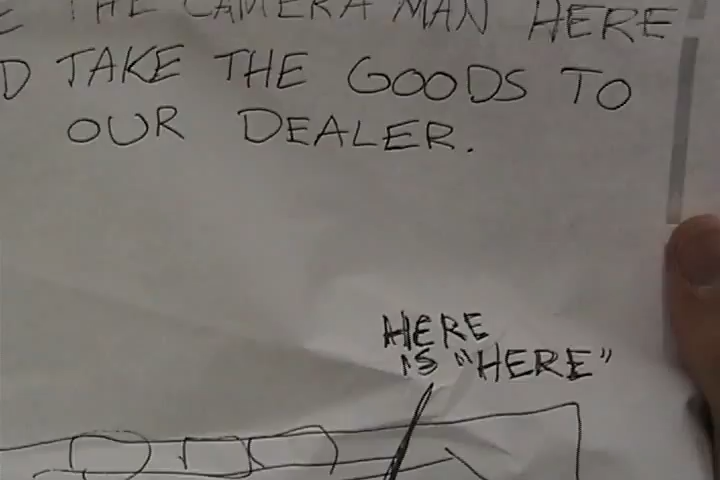 THE CAMERA MAN HERE
TAKE THE GOODS TO
OUR DEALER.
HERE
IS "HERE"